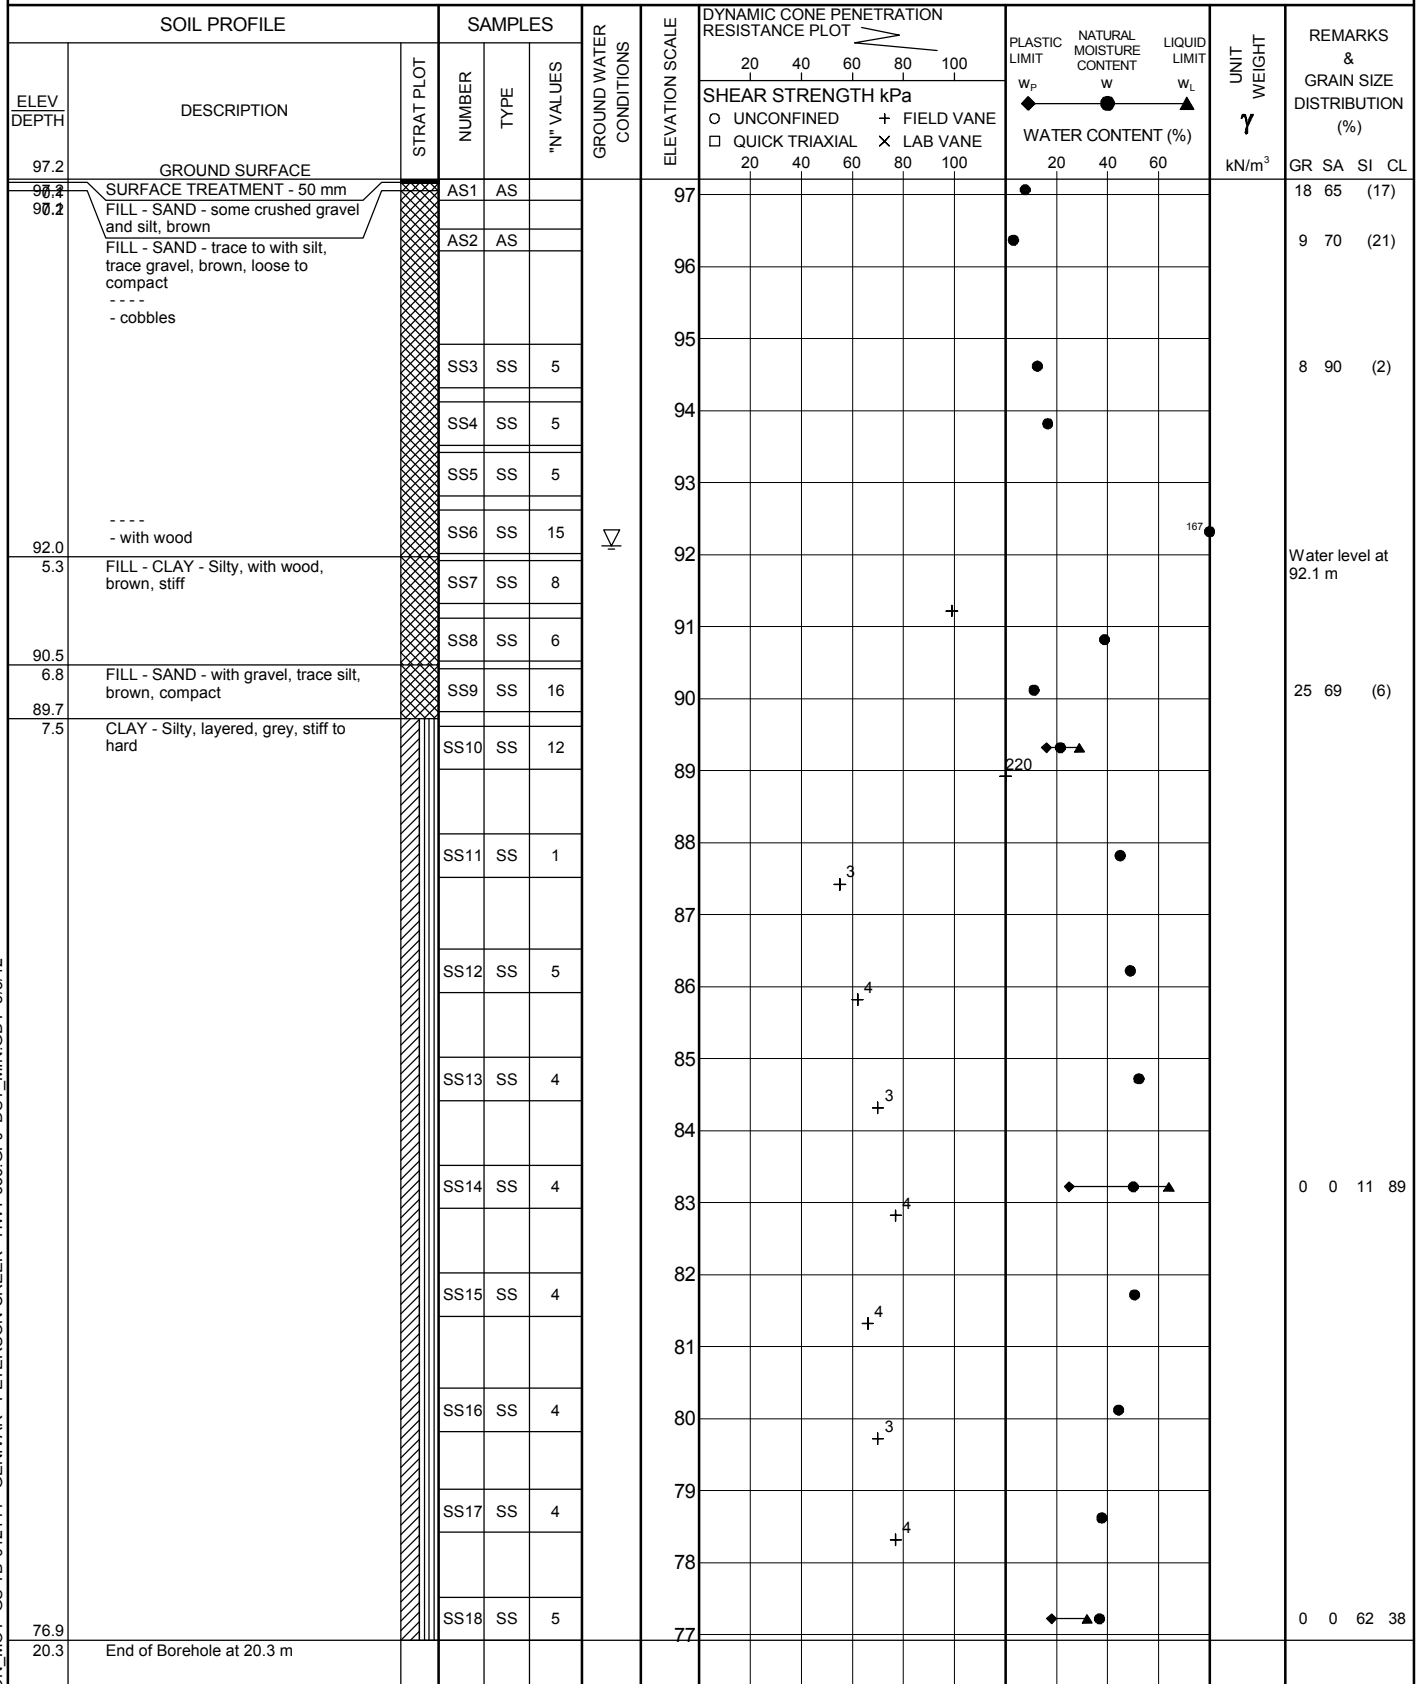 SOIL PROFILE
SAMPLES
GROUND WATER
CONDITIONS
ELEVATION SCALE
DYNAMIC CONE PENETRATION
RESISTANCE PLOT
20 40 60 80 100
SHEAR STRENGTH kPa
UNCONFINED + FIELD VANE
QUICK TRIAXIAL × LAB VANE
20 40 60 80 100
PLASTIC
LIMIT
NATURAL
MOISTURE
CONTENT
LIQUID
LIMIT
WP W WL
WATER CONTENT (%)
20 40 60
UNIT
WEIGHT
γ
kN/m³
REMARKS
&
GRAIN SIZE
DISTRIBUTION
(%)
GR SA SI CL
ELEV
DEPTH
DESCRIPTION
STRAT PLOT
NUMBER
TYPE
"N" VALUES
97.2 GROUND SURFACE
SURFACE TREATMENT - 50 mm
AS1 AS
97
18 65 (17)
FILL - SAND - some crushed gravel
and silt, brown
AS2 AS
9 70 (21)
FILL - SAND - trace to with silt,
trace gravel, brown, loose to
compact
96
- - - -
- cobbles
95
SS3 SS 5
8 90 (2)
94
SS4 SS 5
SS5 SS 5
93
- - - -
- with wood
SS6 SS 15
167
92.0
92
Water level at
92.1 m
5.3 FILL - CLAY - Silty, with wood,
brown, stiff
SS7 SS 8
91
SS8 SS 6
90.5
6.8 FILL - SAND - with gravel, trace silt,
brown, compact
SS9 SS 16
90
25 69 (6)
89.7
7.5 CLAY - Silty, layered, grey, stiff to
hard
SS10 SS 12
220
89
88
SS11 SS 1
3
87
SS12 SS 5
86
4
85
SS13 SS 4
3
84
SS14 SS 4
0 0 11 89
83
4
82
SS15 SS 4
4
81
SS16 SS 4
80
3
79
SS17 SS 4
4
78
SS18 SS 5
0 0 62 38
76.9
77
20.3 End of Borehole at 20.3 m